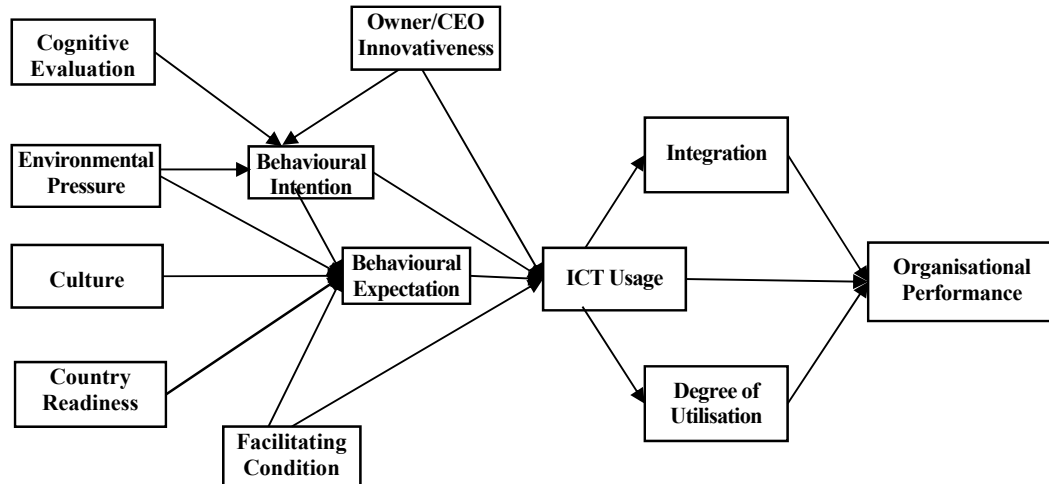 Owner/CEO
Innovativeness
Cognitive
Evaluation
Environmental
Pressure
Behavioural
Intention
Integration
Culture
Behavioural
Expectation
ICT Usage
Organisational
Performance
Country
Readiness
Degree of
Utilisation
Facilitating
Condition